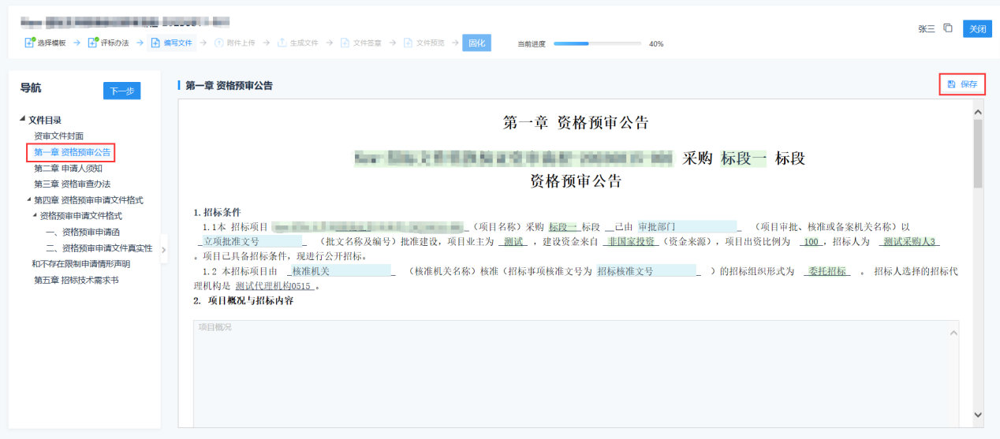 选择模板 → 评标办法 → 编写文件 → 附件上传 → 生成文件 → 文件签章 → 文件预览 → 固化 当前进度 40%
张三 关闭
导航 下一步
文件目录
资审文件封面
第一章 资格预审公告
第二章 申请人须知
第三章 资格审查办法
第四章 资格预审申请文件格式
资格预审申请文件格式
一、资格预审申请函
二、资格预审申请文件真实性
和不存在限制申请情形声明
第五章 招标技术需求书
第一章 资格预审公告 保存
第一章 资格预审公告
采购 标段一 标段
资格预审公告
1.招标条件
1.1本 招标项目 (项目名称)采购 标段一 标段 已由 审批部门 (项目审批、核准或备案机关名称)以
立项批准文号 (批文名称及编号)批准建设,项目业主为 测试 ,建设资金来自 非国家投资 (资金来源),项目出资比例为 100 ,招标人为 测试采购人3
。项目已具备招标条件,现进行公开招标。
1.2 本招标项目由 核准机关 (核准机关名称)核准(招标事项核准文号为 招标核准文号 )的招标组织形式为 委托招标 。 招标人选择的招标代
理机构是 测试代理机构0515 。
2. 项目概况与招标内容
项目概况